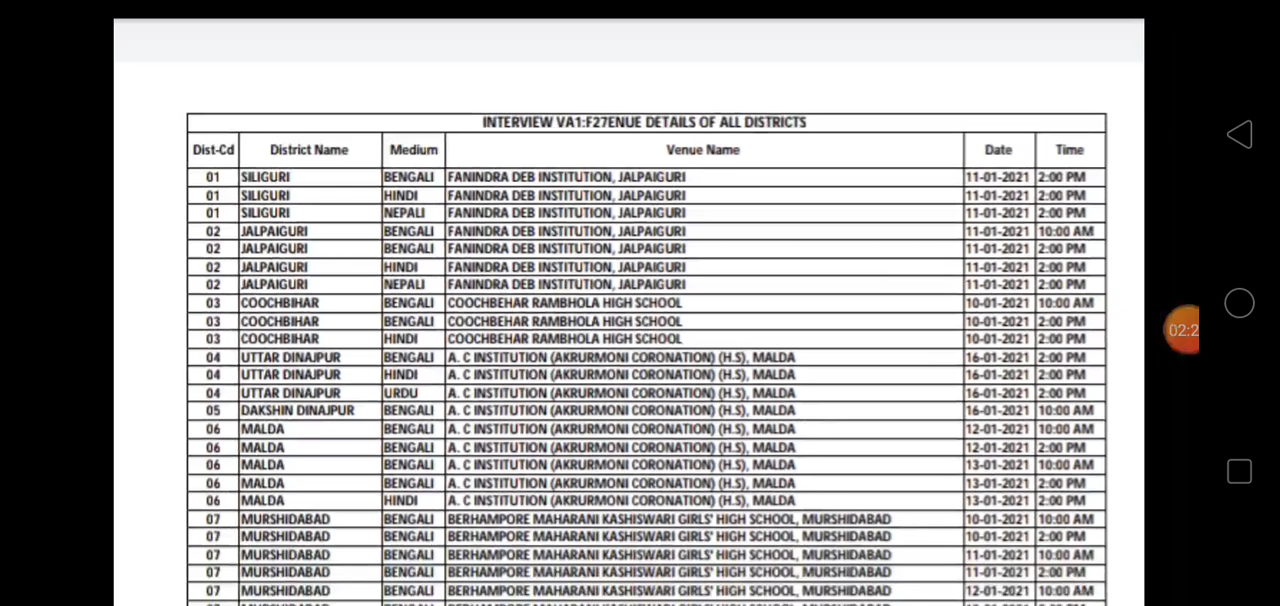 INTERVIEW VA1:F27ENUE DETAILS OF ALL DISTRICTS
Dist-Cd District Name Medium Venue Name Date Time
01 SILIGURI BENGALI FANINDRA DEB INSTITUTION, JALPAIGURI 11-01-2021 2:00 PM
01 SILIGURI HINDI FANINDRA DEB INSTITUTION, JALPAIGURI 11-01-2021 2:00 PM
01 SILIGURI NEPALI FANINDRA DEB INSTITUTION, JALPAIGURI 11-01-2021 2:00 PM
02 JALPAIGURI BENGALI FANINDRA DEB INSTITUTION, JALPAIGURI 11-01-2021 10:00 AM
02 JALPAIGURI BENGALI FANINDRA DEB INSTITUTION, JALPAIGURI 11-01-2021 2:00 PM
02 JALPAIGURI HINDI FANINDRA DEB INSTITUTION, JALPAIGURI 11-01-2021 2:00 PM
02 JALPAIGURI NEPALI FANINDRA DEB INSTITUTION, JALPAIGURI 11-01-2021 2:00 PM
03 COOCHBIHAR BENGALI COOCHBEHAR RAMBHOLA HIGH SCHOOL 10-01-2021 10:00 AM
03 COOCHBIHAR BENGALI COOCHBEHAR RAMBHOLA HIGH SCHOOL 10-01-2021 2:00 PM
03 COOCHBIHAR HINDI COOCHBEHAR RAMBHOLA HIGH SCHOOL 10-01-2021 2:00 PM
04 UTTAR DINAJPUR BENGALI A. C INSTITUTION (AKRURMONI CORONATION) (H.S), MALDA 16-01-2021 2:00 PM
04 UTTAR DINAJPUR HINDI A. C INSTITUTION (AKRURMONI CORONATION) (H.S), MALDA 16-01-2021 2:00 PM
04 UTTAR DINAJPUR URDU A. C INSTITUTION (AKRURMONI CORONATION) (H.S), MALDA 16-01-2021 2:00 PM
05 DAKSHIN DINAJPUR BENGALI A. C INSTITUTION (AKRURMONI CORONATION) (H.S), MALDA 16-01-2021 10:00 AM
06 MALDA BENGALI A. C INSTITUTION (AKRURMONI CORONATION) (H.S), MALDA 12-01-2021 10:00 AM
06 MALDA BENGALI A. C INSTITUTION (AKRURMONI CORONATION) (H.S), MALDA 12-01-2021 2:00 PM
06 MALDA BENGALI A. C INSTITUTION (AKRURMONI CORONATION) (H.S), MALDA 13-01-2021 10:00 AM
06 MALDA BENGALI A. C INSTITUTION (AKRURMONI CORONATION) (H.S), MALDA 13-01-2021 2:00 PM
06 MALDA HINDI A. C INSTITUTION (AKRURMONI CORONATION) (H.S), MALDA 13-01-2021 2:00 PM
07 MURSHIDABAD BENGALI BERHAMPORE MAHARANI KASHISWARI GIRLS' HIGH SCHOOL, MURSHIDABAD 10-01-2021 10:00 AM
07 MURSHIDABAD BENGALI BERHAMPORE MAHARANI KASHISWARI GIRLS' HIGH SCHOOL, MURSHIDABAD 10-01-2021 2:00 PM
07 MURSHIDABAD BENGALI BERHAMPORE MAHARANI KASHISWARI GIRLS' HIGH SCHOOL, MURSHIDABAD 11-01-2021 10:00 AM
07 MURSHIDABAD BENGALI BERHAMPORE MAHARANI KASHISWARI GIRLS' HIGH SCHOOL, MURSHIDABAD 11-01-2021 2:00 PM
07 MURSHIDABAD BENGALI BERHAMPORE MAHARANI KASHISWARI GIRLS' HIGH SCHOOL, MURSHIDABAD 12-01-2021 10:00 AM
02:2